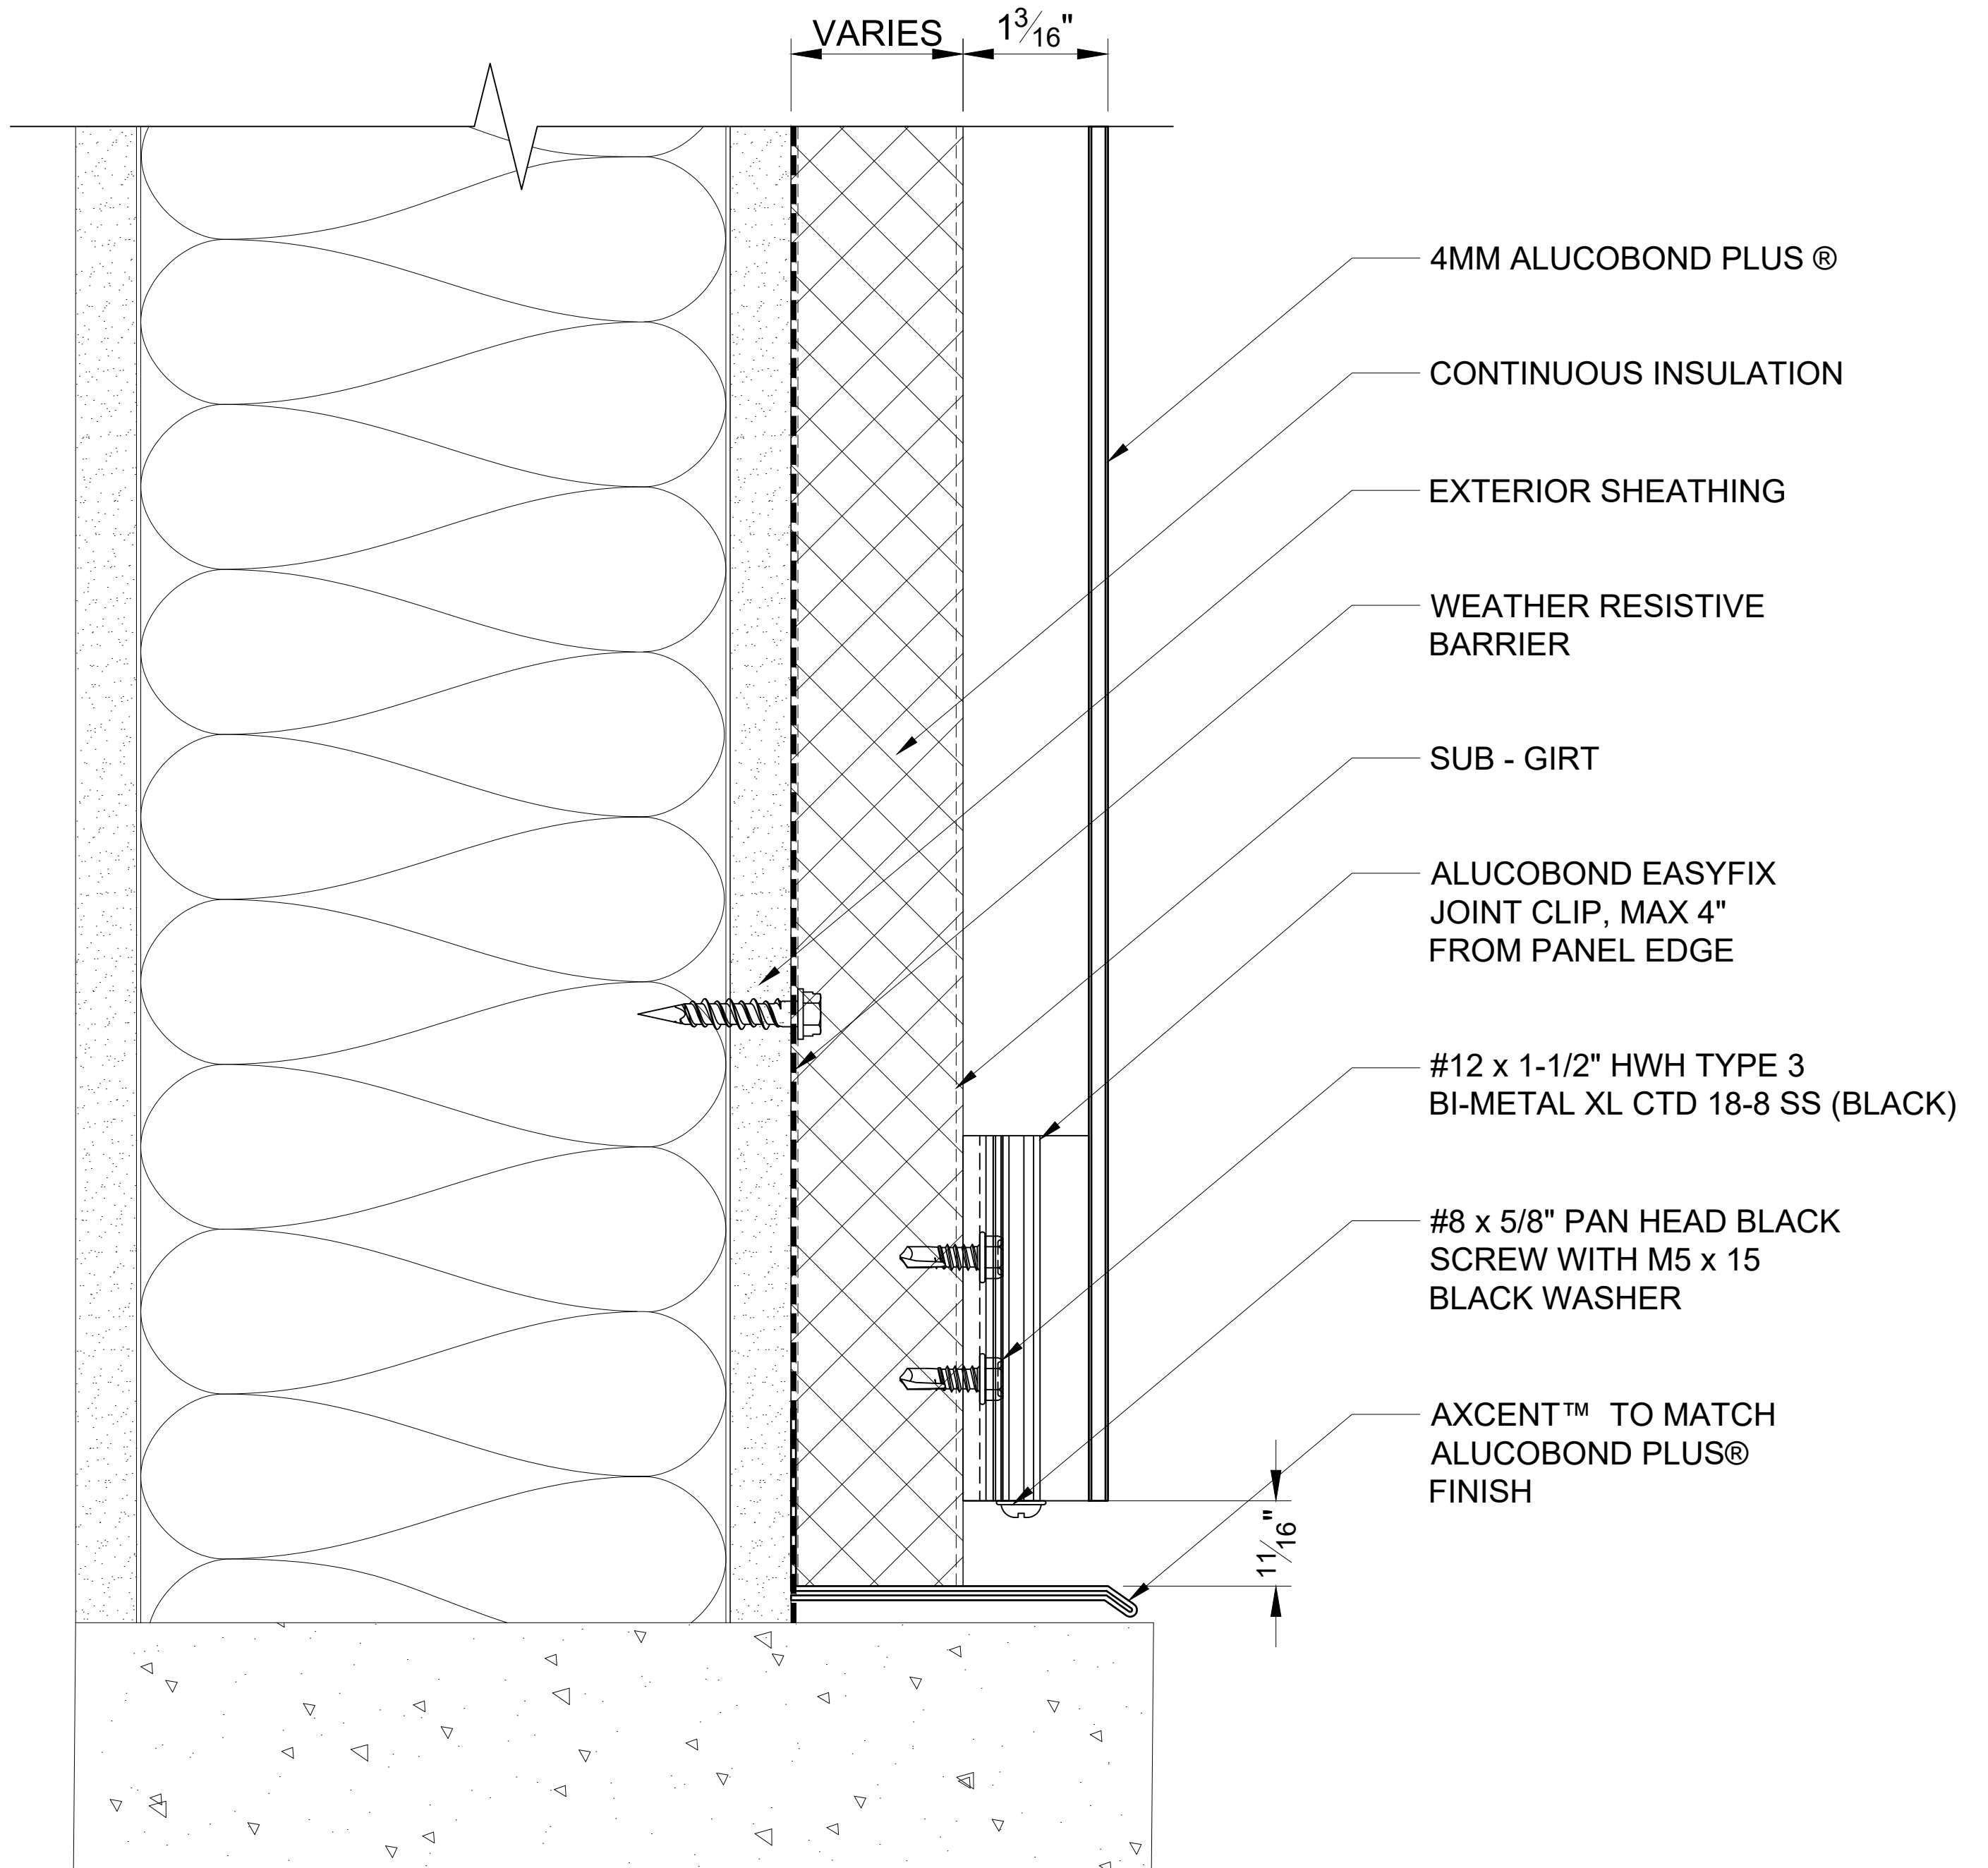 VARIES
1 3/16"
4MM ALUCOBOND PLUS ®
CONTINUOUS INSULATION
EXTERIOR SHEATHING
WEATHER RESISTIVE
BARRIER
SUB - GIRT
ALUCOBOND EASYFIX
JOINT CLIP, MAX 4"
FROM PANEL EDGE
#12 x 1-1/2" HWH TYPE 3
BI-METAL XL CTD 18-8 SS (BLACK)
#8 x 5/8" PAN HEAD BLACK
SCREW WITH M5 x 15
BLACK WASHER
AXCENT™ TO MATCH
ALUCOBOND PLUS®
FINISH
11/16"